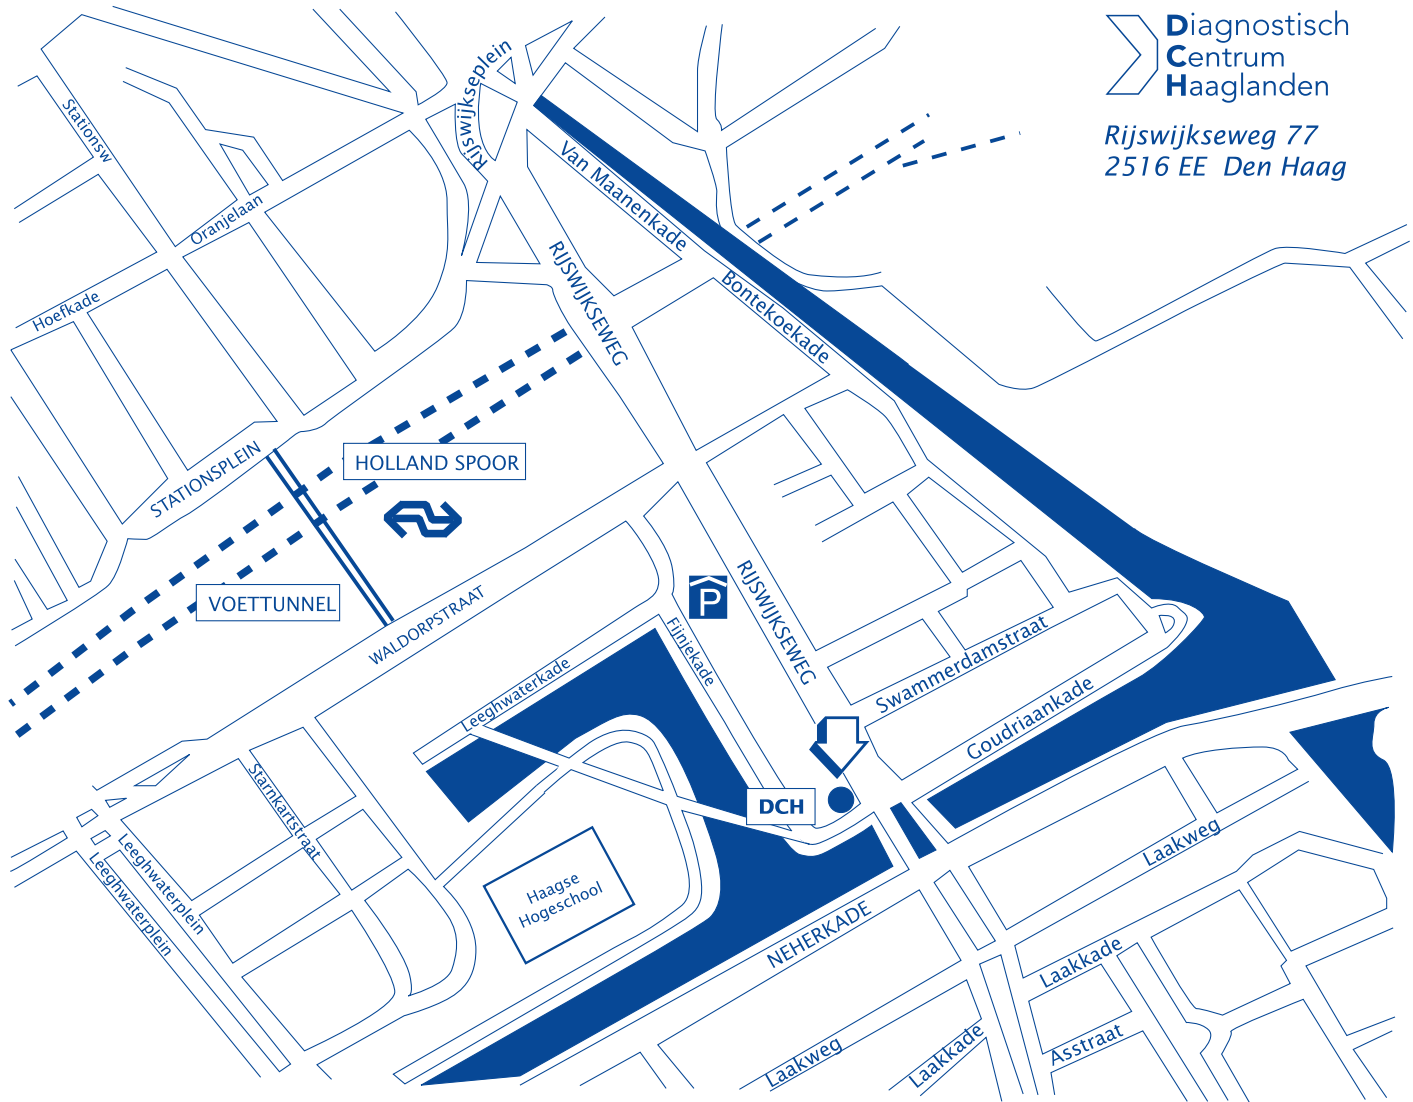 Diagnostisch
Centrum
Haaglanden
Rijswijkseweg 77
2516 EE Den Haag
Rijswijkseplein
Stationsw
Van Maanenkade
Oranjelaan
Hoefkade
RIJSWIJKSEWEG
Bontekoekade
STATIONSPLEIN
HOLLAND SPOOR
VOETTUNNEL
WALDORPSTRAAT
P
RIJSWIJKSEWEG
Fijnjekade
Leeghwaterkade
Swammerdamstraat
Goudriaankade
DCH
Starnkartstraat
Leeghwaterplein
Leeghwaterplein
Haagse
Hogeschool
Laakweg
NEHERKADE
Laakkade
Laakweg
Laakkade
Asstraat